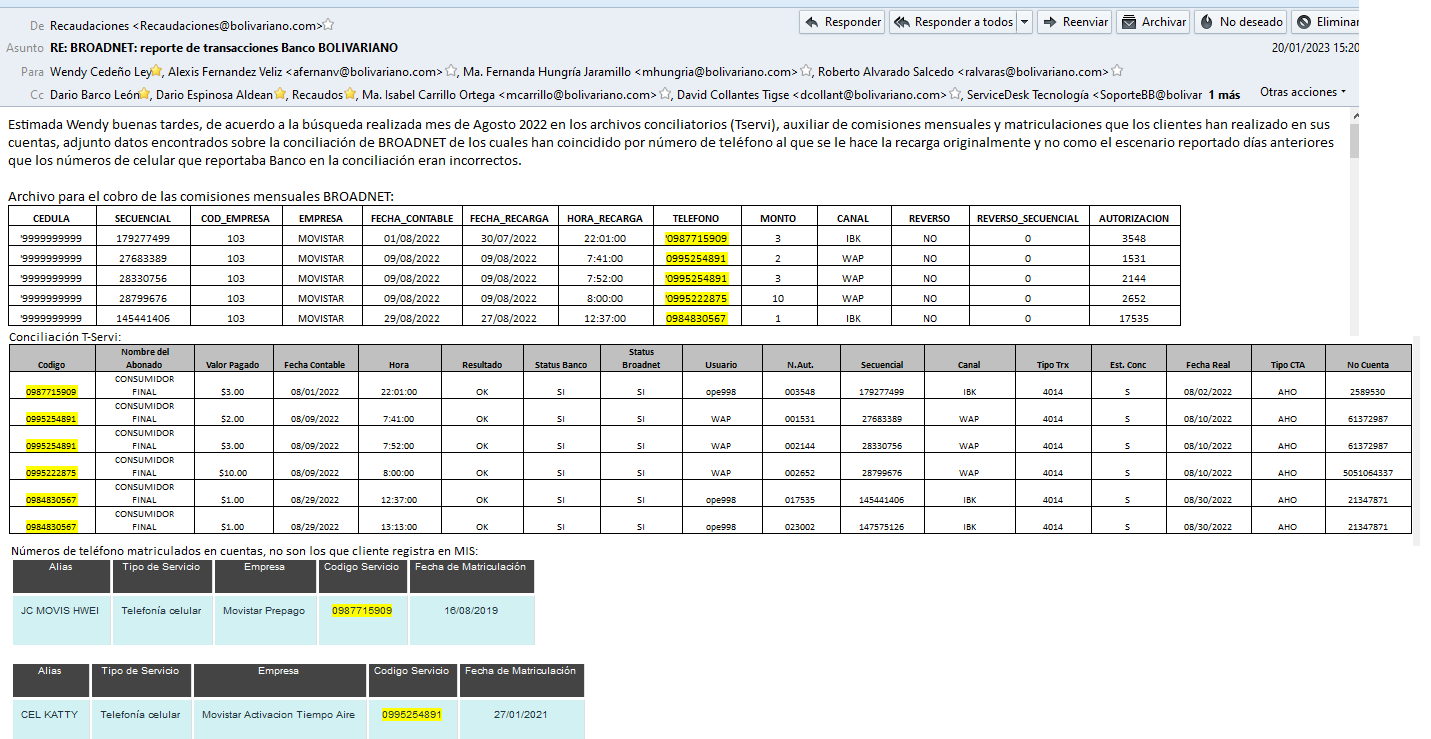 De Recaudaciones <Recaudaciones@bolivariano.com>
Responder Responder a todos Reenviar Archivar No deseado Eliminar
Asunto RE: BROADNET: reporte de transacciones Banco BOLIVARIANO 20/01/2023 15:20
Para Wendy Cedeño Ley, Alexis Fernandez Veliz <afernanv@bolivariano.com>, Ma. Fernanda Hungría Jaramillo <mhungria@bolivariano.com>, Roberto Alvarado Salcedo <ralvaras@bolivariano.com>
Cc Dario Barco León, Dario Espinosa Aldean, Recaudos, Ma. Isabel Carrillo Ortega <mcarrillo@bolivariano.com>, David Collantes Tigse <dcollant@bolivariano.com>, ServiceDesk Tecnología <SoporteBB@bolivar 1 más Otras acciones
Estimada Wendy buenas tardes, de acuerdo a la búsqueda realizada mes de Agosto 2022 en los archivos conciliatorios (Tservi), auxiliar de comisiones mensuales y matriculaciones que los clientes han realizado en sus
cuentas, adjunto datos encontrados sobre la conciliación de BROADNET de los cuales han coincidido por número de teléfono al que se le hace la recarga originalmente y no como el escenario reportado días anteriores
que los números de celular que reportaba Banco en la conciliación eran incorrectos.
Archivo para el cobro de las comisiones mensuales BROADNET:
CEDULA SECUENCIAL COD_EMPRESA EMPRESA FECHA_CONTABLE FECHA_RECARGA HORA_RECARGA TELEFONO MONTO CANAL REVERSO REVERSO_SECUENCIAL AUTORIZACION
'9999999999 179277499 103 MOVISTAR 01/08/2022 30/07/2022 22:01:00 '0987715909 3 IBK NO 0 3548
'9999999999 27683389 103 MOVISTAR 09/08/2022 09/08/2022 7:41:00 0995254891 2 WAP NO 0 1531
'9999999999 28330756 103 MOVISTAR 09/08/2022 09/08/2022 7:52:00 '0995254891 3 WAP NO 0 2144
'9999999999 28799676 103 MOVISTAR 09/08/2022 09/08/2022 8:00:00 '0995222875 10 WAP NO 0 2652
'9999999999 145441406 103 MOVISTAR 29/08/2022 27/08/2022 12:37:00 0984830567 1 IBK NO 0 17535
Conciliación T-Servi:
Codigo Nombre del Abonado Valor Pagado Fecha Contable Hora Resultado Status Banco Status Broadnet Usuario N.Aut. Secuencial Canal Tipo Trx Est. Conc Fecha Real Tipo CTA No Cuenta
0987715909 CONSUMIDOR FINAL $3.00 08/01/2022 22:01:00 OK SI SI ope998 003548 179277499 IBK 4014 S 08/02/2022 AHO 2589530
0995254891 CONSUMIDOR FINAL $2.00 08/09/2022 7:41:00 OK SI SI WAP 001531 27683389 WAP 4014 S 08/10/2022 AHO 61372987
0995254891 CONSUMIDOR FINAL $3.00 08/09/2022 7:52:00 OK SI SI WAP 002144 28330756 WAP 4014 S 08/10/2022 AHO 61372987
0995222875 CONSUMIDOR FINAL $10.00 08/09/2022 8:00:00 OK SI SI WAP 002652 28799676 WAP 4014 S 08/10/2022 AHO 5051064337
0984830567 CONSUMIDOR FINAL $1.00 08/29/2022 12:37:00 OK SI SI ope998 017535 145441406 IBK 4014 S 08/30/2022 AHO 21347871
0984830567 CONSUMIDOR FINAL $1.00 08/29/2022 13:13:00 OK SI SI ope998 023002 147575126 IBK 4014 S 08/30/2022 AHO 21347871
Números de teléfono matriculados en cuentas, no son los que cliente registra en MIS:
Alias Tipo de Servicio Empresa Codigo Servicio Fecha de Matriculación
JC MOVIS HWEI Telefonía celular Movistar Prepago 0987715909 16/08/2019
Alias Tipo de Servicio Empresa Codigo Servicio Fecha de Matriculación
CEL KATTY Telefonía celular Movistar Activacion Tiempo Aire 0995254891 27/01/2021